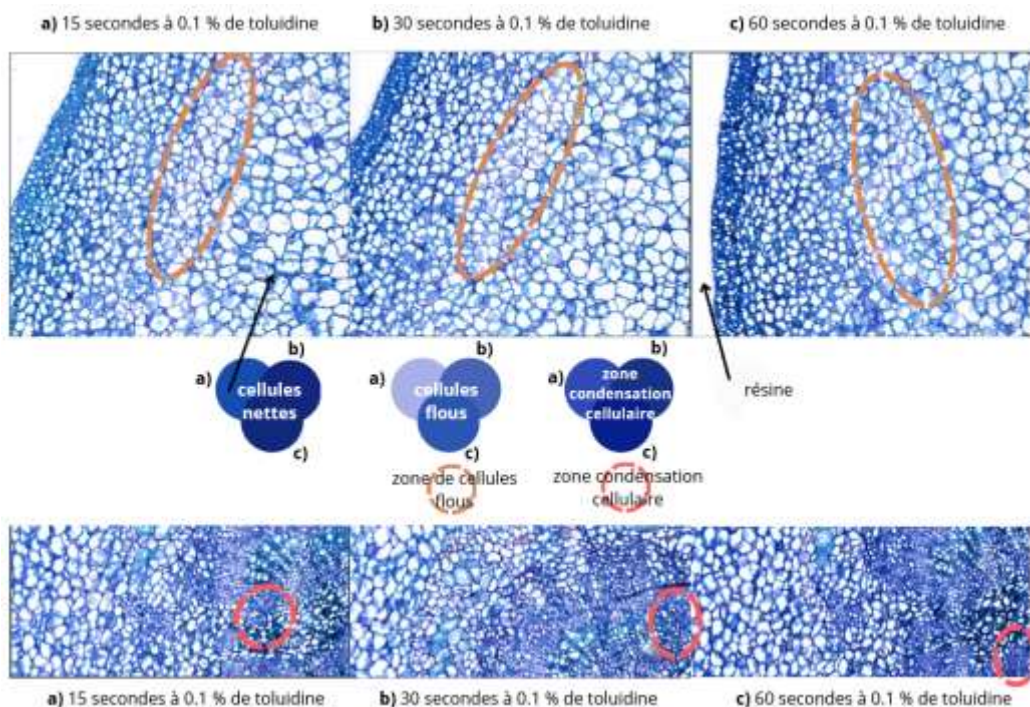 a) 15 secondes à 0.1 % de toluidine
b) 30 secondes à 0.1 % de toluidine
c) 60 secondes à 0.1 % de toluidine
b)
a)
cellules
nettes
c)
b)
a)
cellules
flous
c)
b)
a)
zone
condensation
cellulaire
c)
résine
zone de cellules
flous
zone condensation
cellulaire
a) 15 secondes à 0.1 % de toluidine
b) 30 secondes à 0.1 % de toluidine
c) 60 secondes à 0.1 % de toluidine